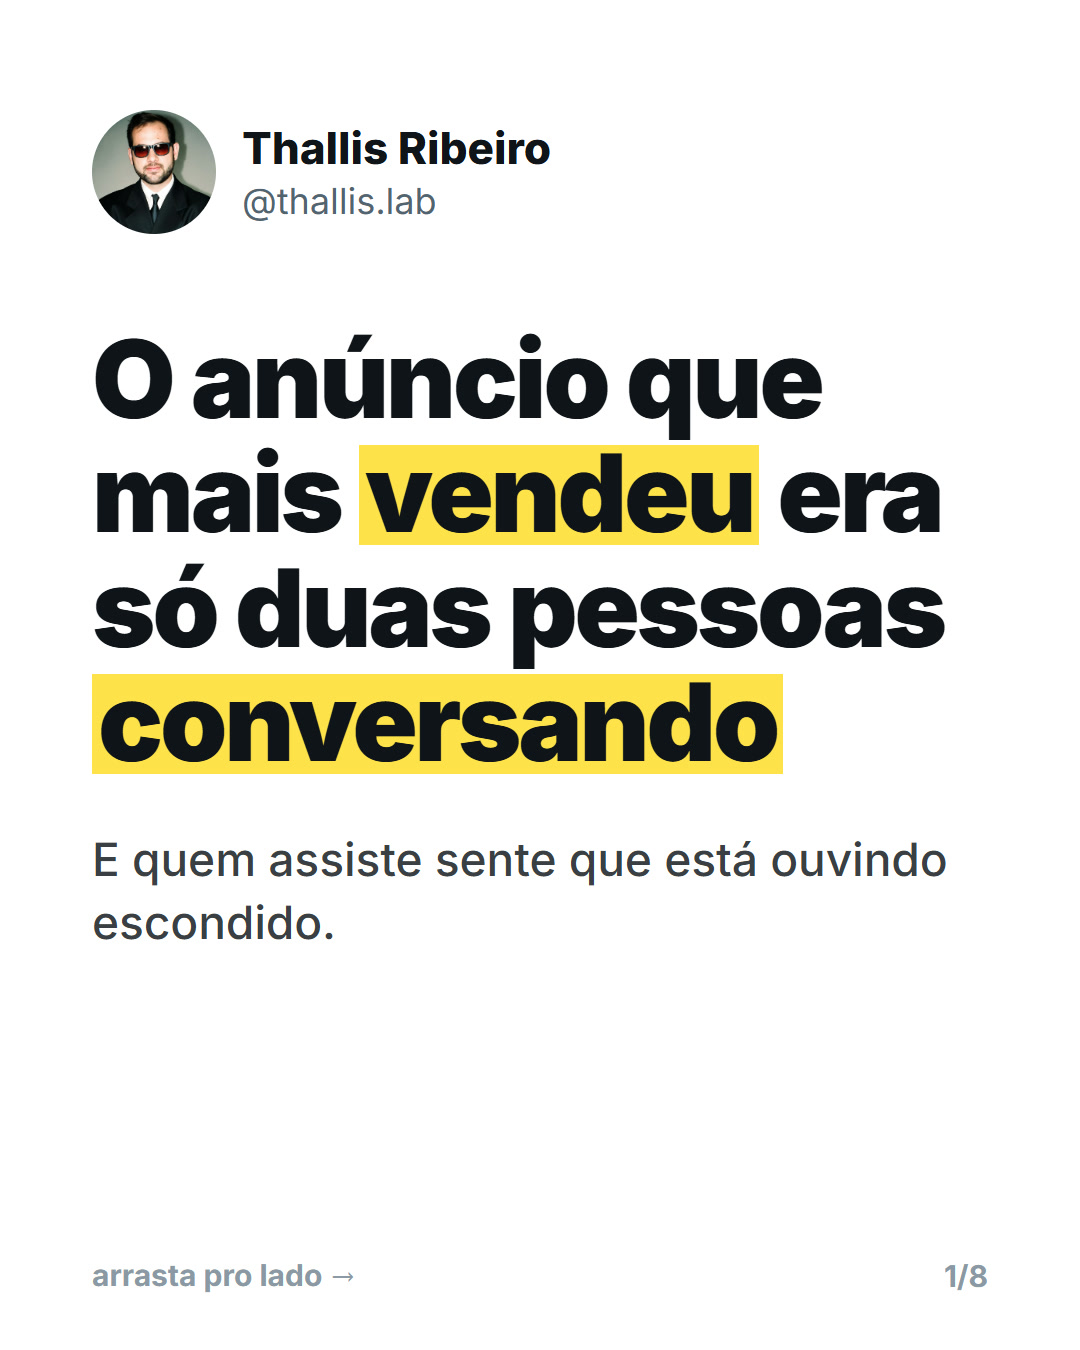 Thallis Ribeiro
@thallis.lab
O anúncio que
mais vendeu era
só duas pessoas
conversando
E quem assiste sente que está ouvindo
escondido.
arrasta pro lado →
1/8